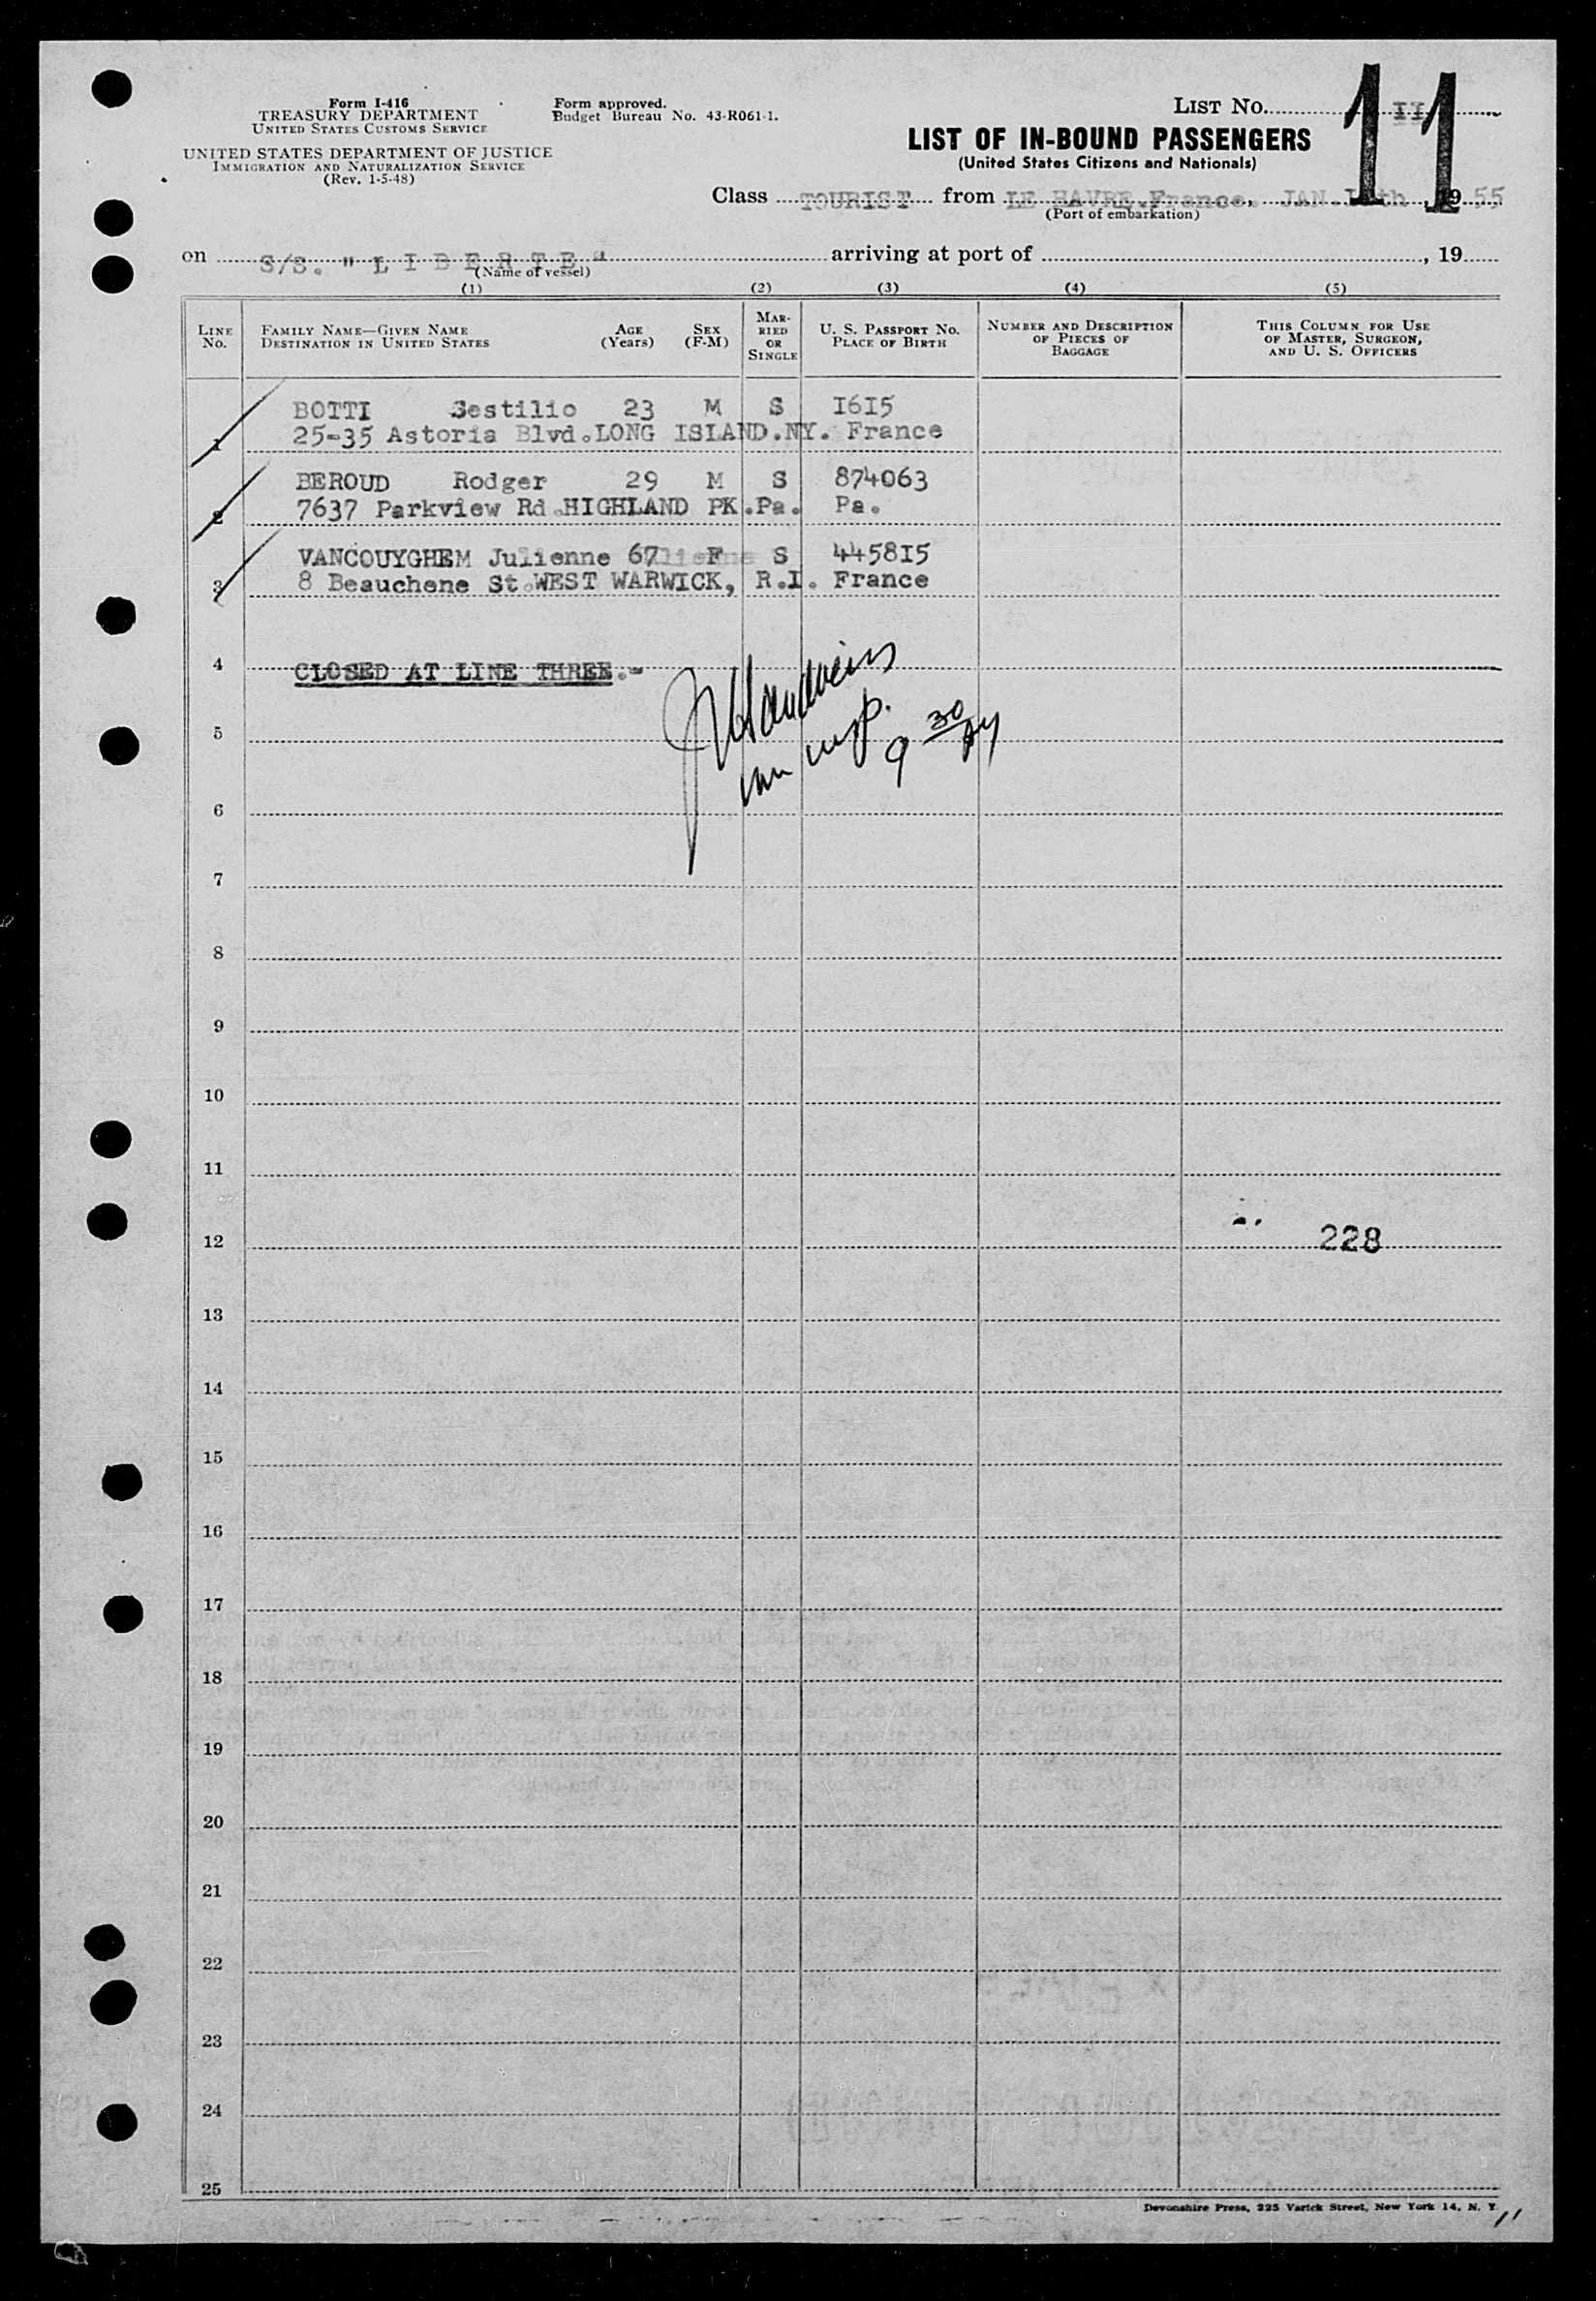 Form I-416
TREASURY DEPARTMENT
UNITED STATES CUSTOMS SERVICE
UNITED STATES DEPARTMENT OF JUSTICE
IMMIGRATION AND NATURALIZATION SERVICE
(Rev. 1-5-48)
Form approved.
Budget Bureau No. 43-R061-1.
LIST NO. II
11
LIST OF IN-BOUND PASSENGERS
(United States Citizens and Nationals)
Class TOURIST from LE HAVRE.France. JAN. , 19 55
(Port of embarkation)
on S/S. "L I B E R T E" arriving at port of , 19
(Name of vessel)
(1) (2) (3) (4) (5)
LINE NO.
FAMILY NAME—GIVEN NAME
DESTINATION IN UNITED STATES
AGE
(Years)
SEX
(F-M)
MARRIED OR SINGLE
U. S. PASSPORT NO.
PLACE OF BIRTH
NUMBER AND DESCRIPTION
OF PIECES OF
BAGGAGE
THIS COLUMN FOR USE
OF MASTER, SURGEON,
AND U. S. OFFICERS
BOTTI Sestilio 23 M S I6I5
1 25-35 Astoria Blvd.LONG ISLAND.NY. France
BEROUD Rodger 29 M S 874063
2 7637 Parkview Rd.HIGHLAND PK.Pa. Pa.
VANCOUYGHEM Julienne 67 F S 4458I5
3 8 Beauchene St.WEST WARWICK, R.I. France
4 CLOSED AT LINE THREE.-
5
9 30
6
7
8
9
10
11
12 228
13
14
15
16
17
18
19
20
21
22
23
24
25
Devonshire Press, 225 Varick Street, New York 14, N. Y.
11